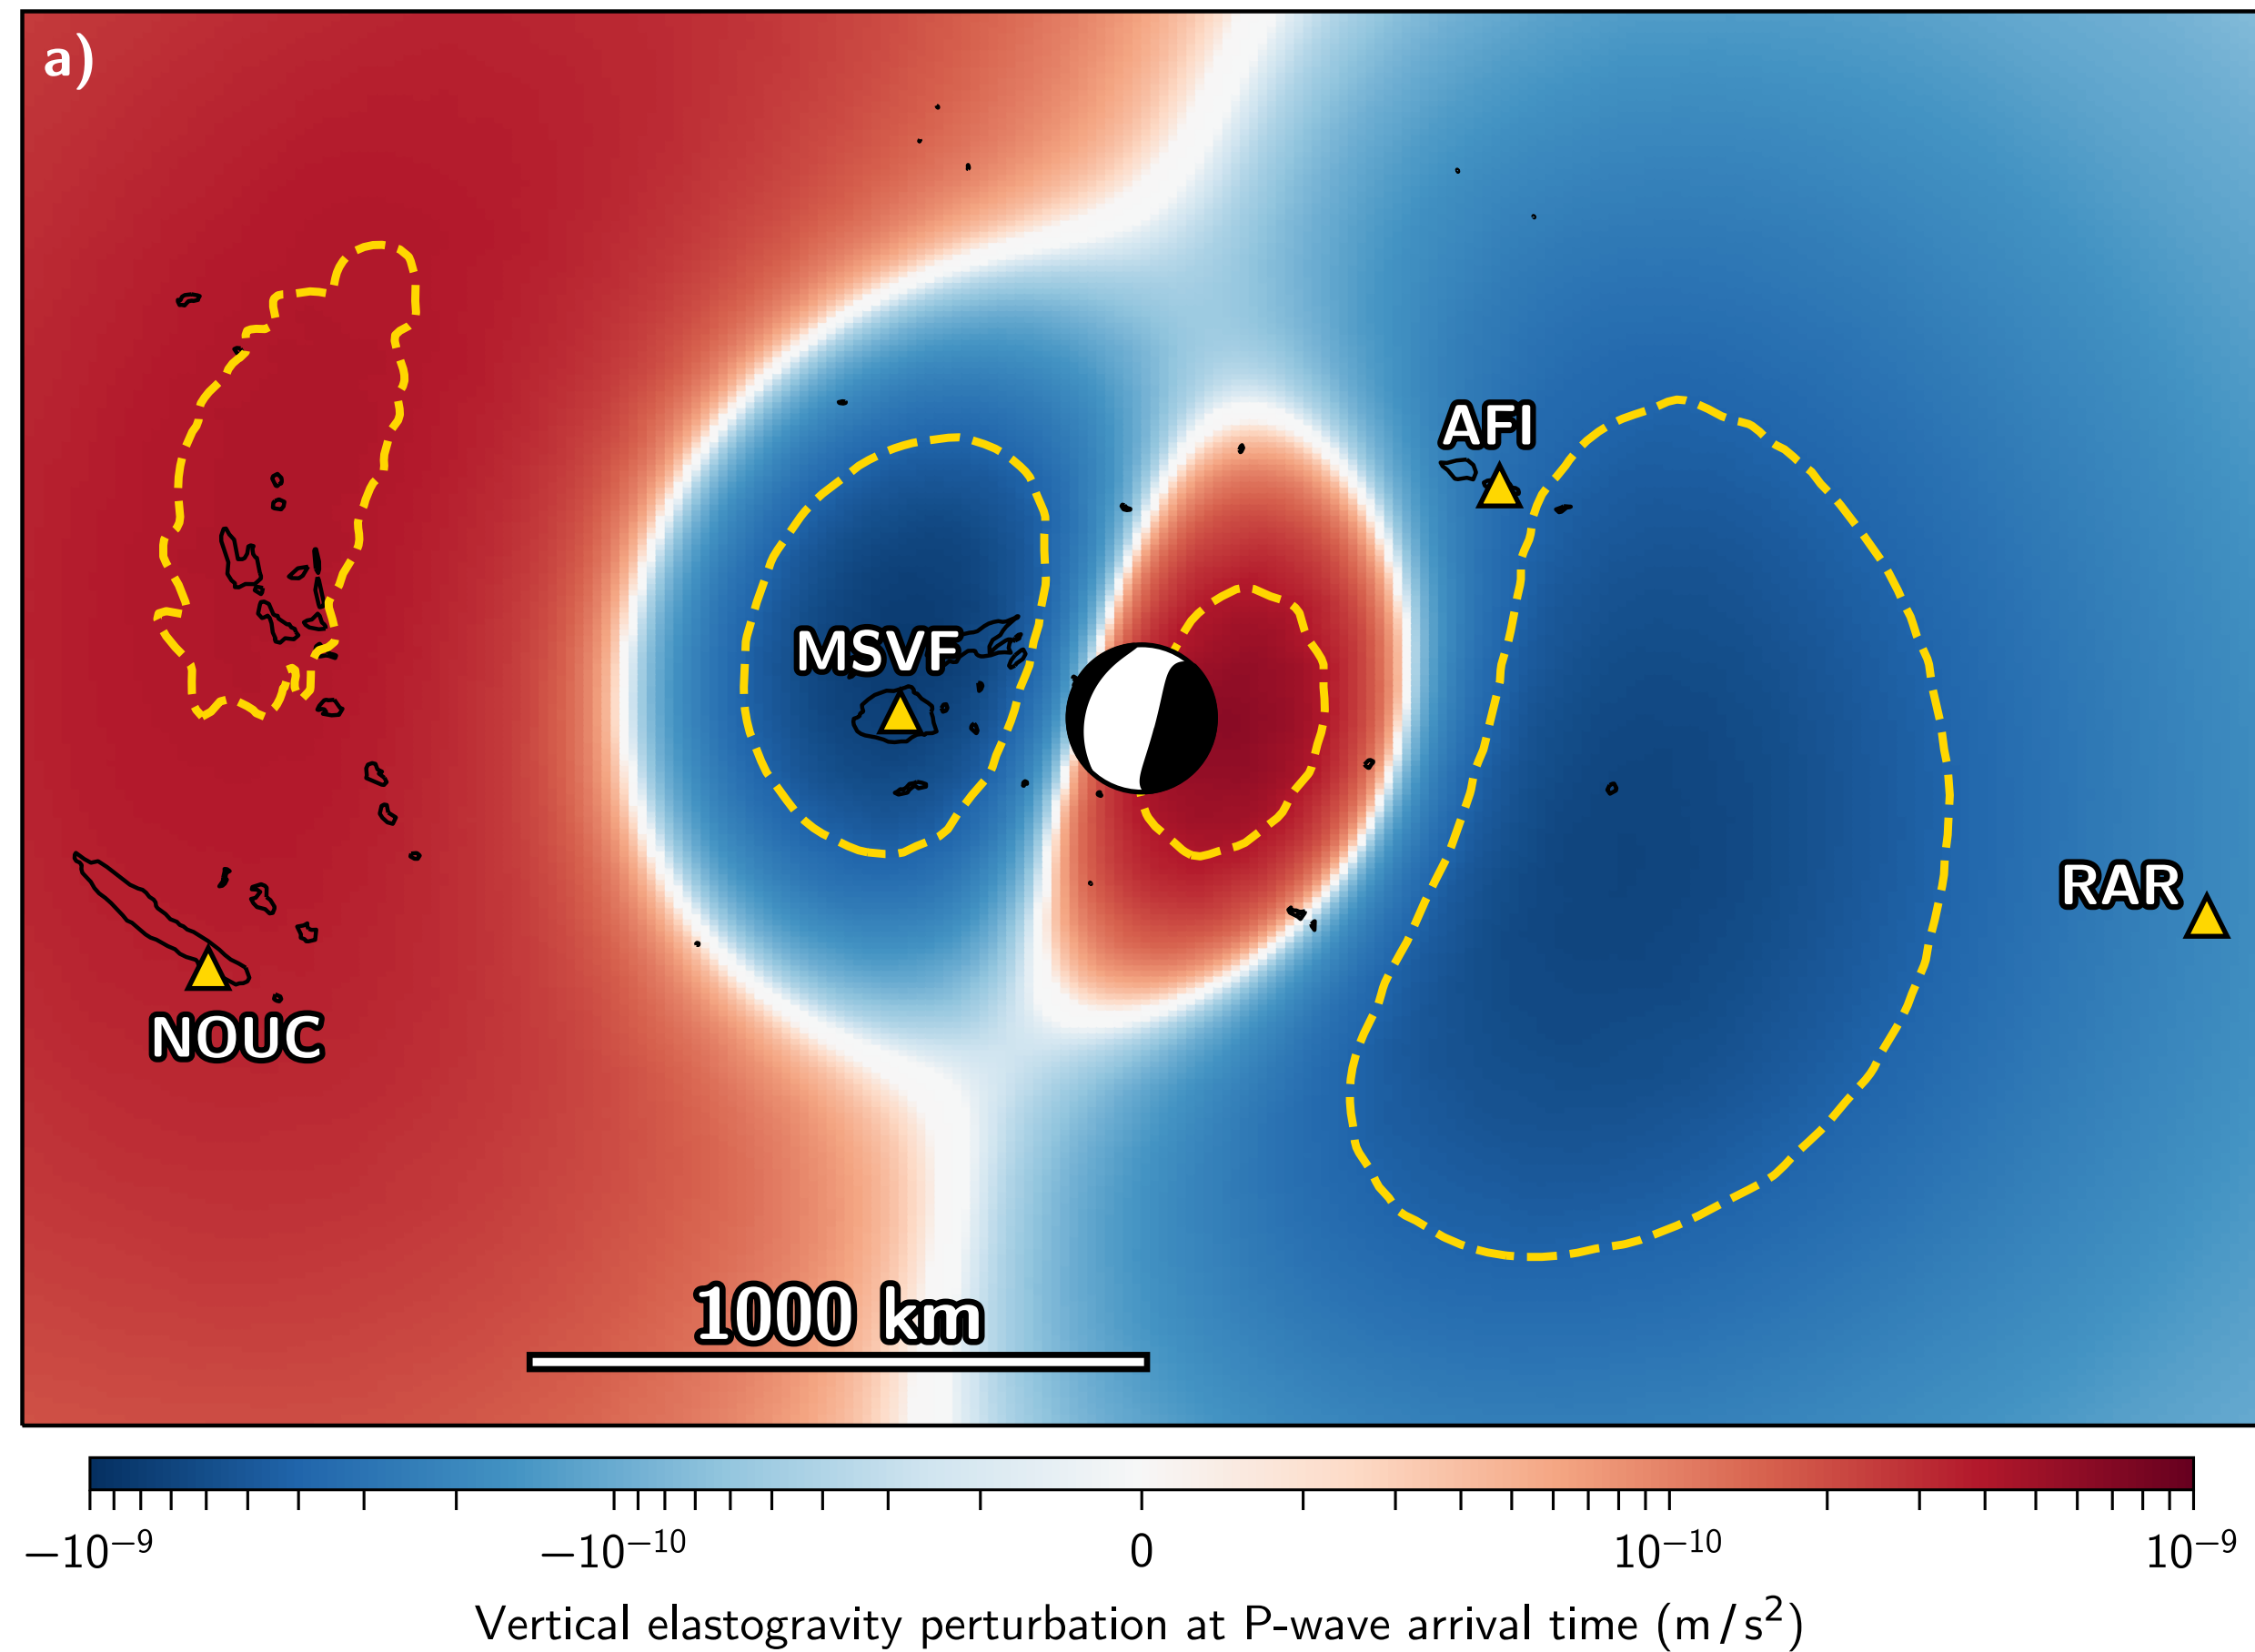 a)
AFI
MSVF
RAR
NOUC
1000 km
−10⁻⁹ −10⁻¹⁰ 0 10⁻¹⁰ 10⁻⁹
Vertical elastogravity perturbation at P-wave arrival time (m/s²)